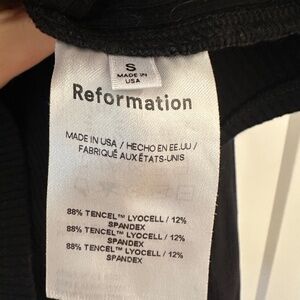 S
MADE IN
USA
Reformation
MADE IN USA / HECHO EN EE.UU /
FABRIQUÉ AUX ÉTATS-UNIS
88% TENCEL™ LYOCELL / 12%
SPANDEX
88% TENCEL™ LYOCELL / 12%
SPANDEX
88% TENCEL™ LYOCELL / 12%
SPANDEX